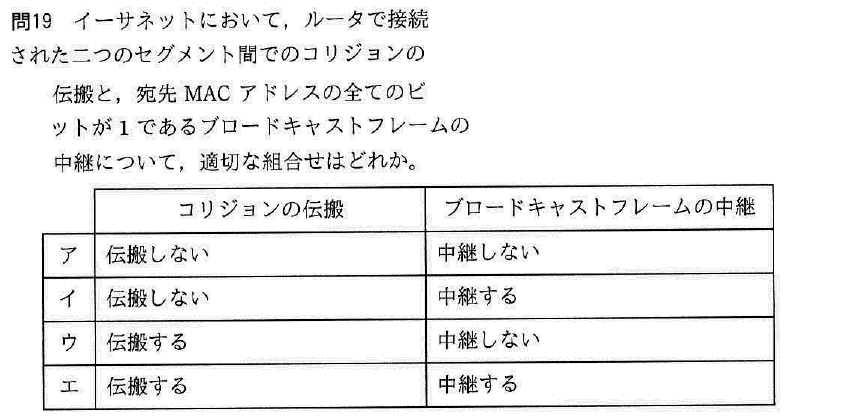 問19 イーサネットにおいて，ルータで接続
された二つのセグメント間でのコリジョンの
伝搬と，宛先 MAC アドレスの全てのビ
ットが 1 であるブロードキャストフレームの
中継について，適切な組合せはどれか。
コリジョンの伝搬 ブロードキャストフレームの中継
ア 伝搬しない 中継しない
イ 伝搬しない 中継する
ウ 伝搬する 中継しない
エ 伝搬する 中継する